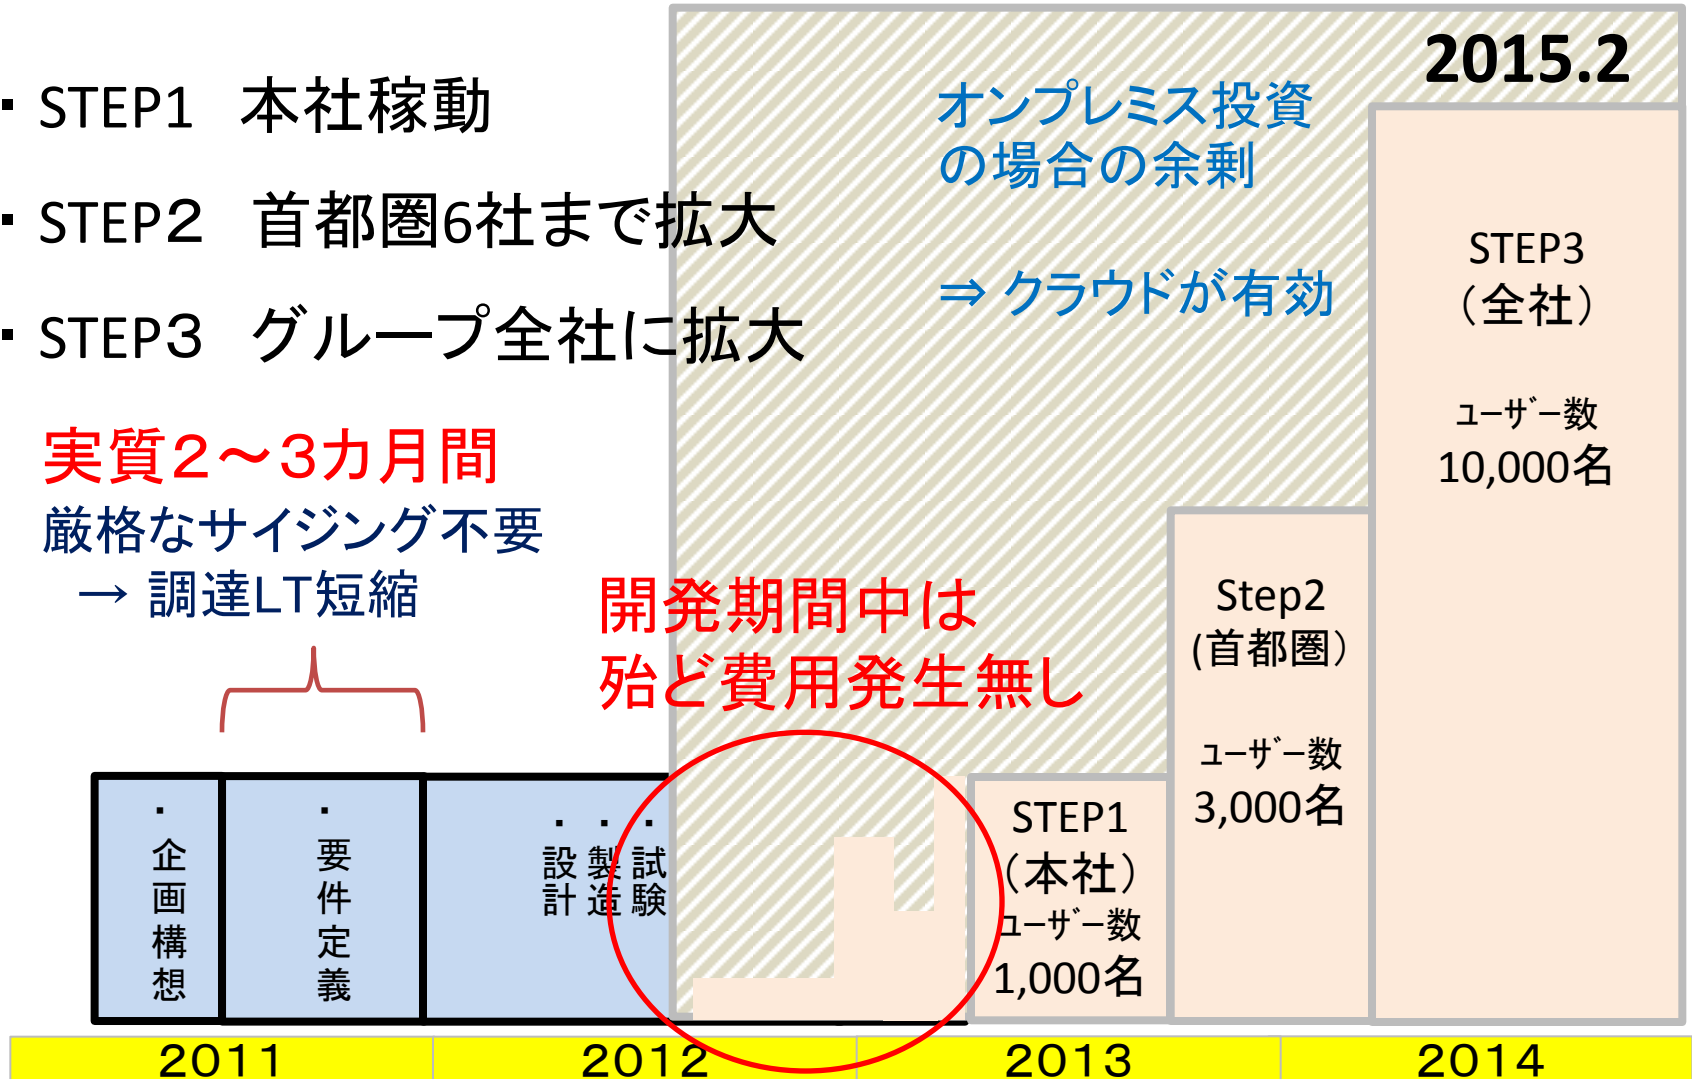 ・STEP1　本社稼動
・STEP２　首都圏6社まで拡大
・STEP３　グループ全社に拡大
実質２～３カ月間
厳格なサイジング不要
→ 調達LT短縮
2015.2
オンプレミス投資
の場合の余剰
⇒ クラウドが有効
開発期間中は
殆ど費用発生無し
・企画構想
・要件定義
・設計
・製造
・試験
STEP1
（本社）
ﾕｰｻﾞｰ数
1,000名
Step2
(首都圏）
ﾕｰｻﾞｰ数
3,000名
STEP3
（全社）
ﾕｰｻﾞｰ数
10,000名
２０１１
２０１２
２０１３
２０１４